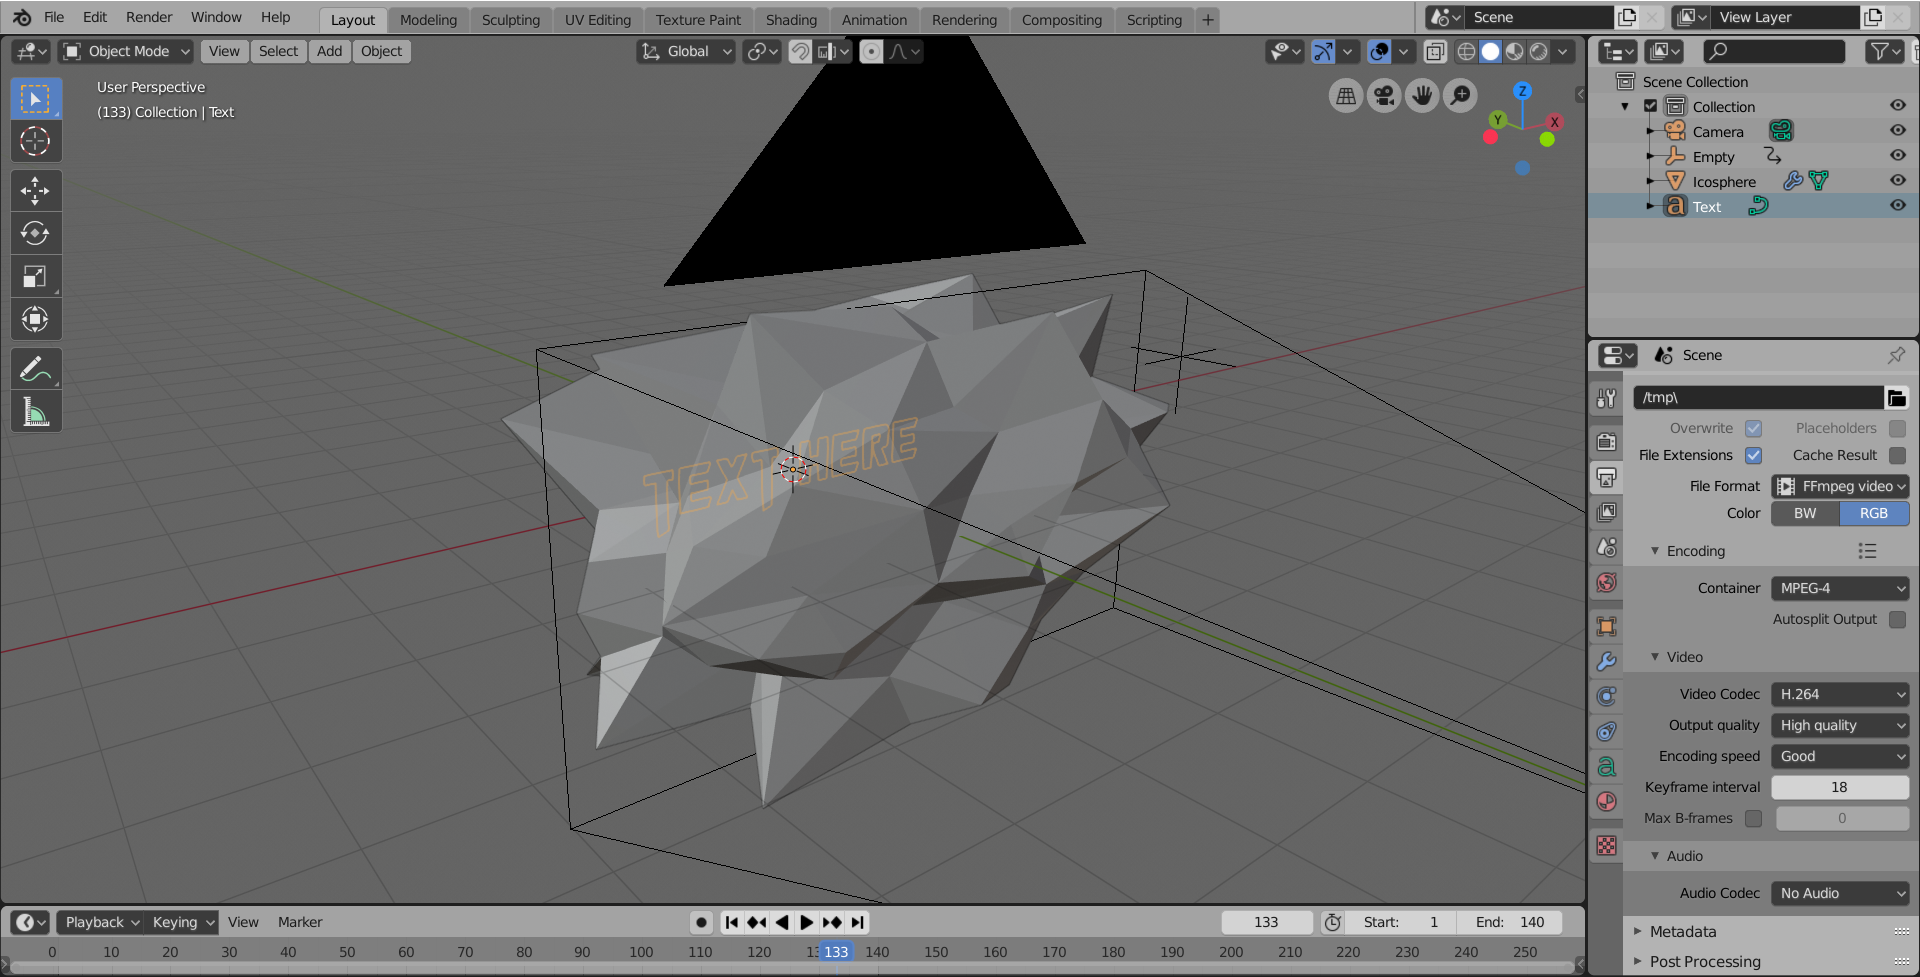 File Edit Render Window Help Layout Modeling Sculpting UV Editing Texture Paint Shading Animation Rendering Compositing Scripting + Scene View Layer
Object Mode View Select Add Object Global
User Perspective
(133) Collection | Text
Z
Y
X
TEXT HERE
Scene Collection
Collection
Camera
Empty
Icosphere
Text
Scene
/tmp\
Overwrite Placeholders
File Extensions Cache Result
File Format FFmpeg video
Color BW RGB
Encoding
Container MPEG-4
Autosplit Output
Video
Video Codec H.264
Output quality High quality
Encoding speed Good
Keyframe interval 18
Max B-frames 0
Audio
Audio Codec No Audio
Metadata
Post Processing
Playback Keying View Marker 133 Start: 1 End: 140
0 10 20 30 40 50 60 70 80 90 100 110 120 133 140 150 160 170 180 190 200 210 220 230 240 250